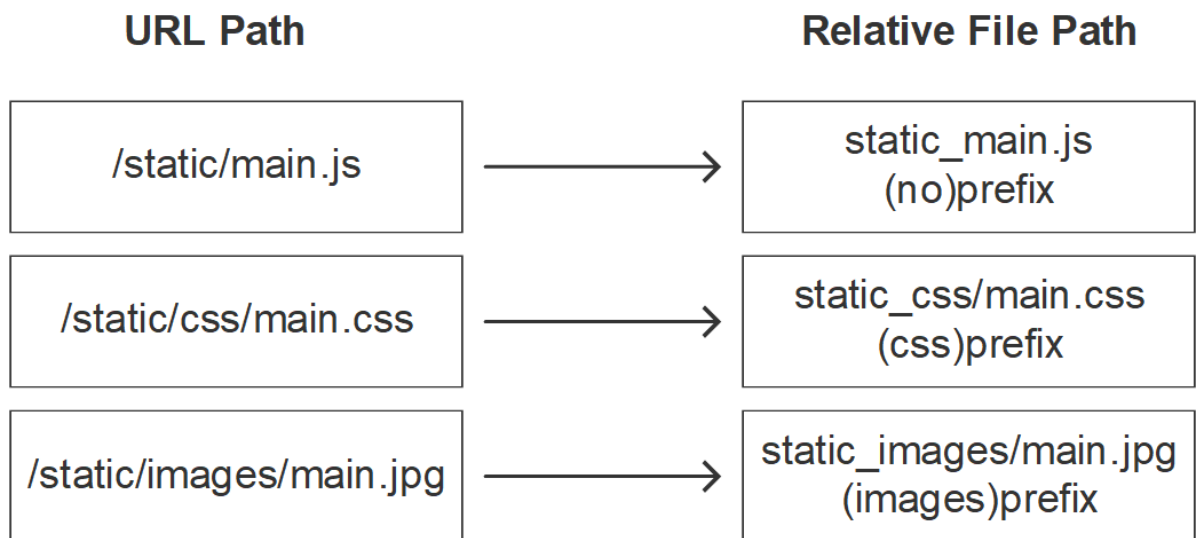 URL Path
Relative File Path
/static/main.js
static_main.js
(no)prefix
/static/css/main.css
static_css/main.css
(css)prefix
/static/images/main.jpg
static_images/main.jpg
(images)prefix